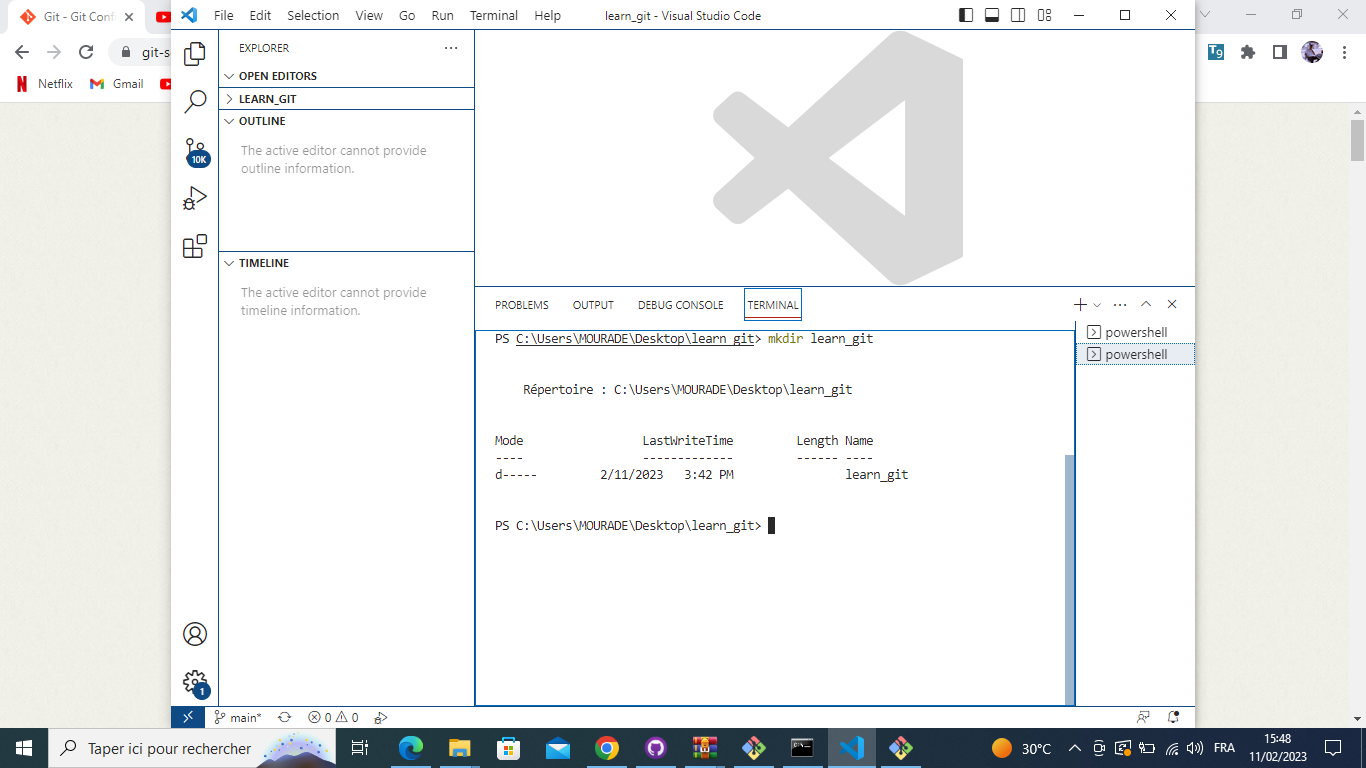 Git - Git Conf
File Edit Selection View Go Run Terminal Help
learn_git - Visual Studio Code
git-s
T9
Netflix Gmail
EXPLORER
OPEN EDITORS
LEARN_GIT
OUTLINE
The active editor cannot provide
outline information.
10K
TIMELINE
The active editor cannot provide
timeline information.
PROBLEMS OUTPUT DEBUG CONSOLE TERMINAL
powershell
powershell
PS C:\Users\MOURADE\Desktop\learn_git> mkdir learn_git
Répertoire : C:\Users\MOURADE\Desktop\learn_git
Mode LastWriteTime Length Name
---- ------------- ------ ----
d----- 2/11/2023 3:42 PM learn_git
PS C:\Users\MOURADE\Desktop\learn_git>
1
main* 0 0
Taper ici pour rechercher
30°C
FRA
15:48
11/02/2023